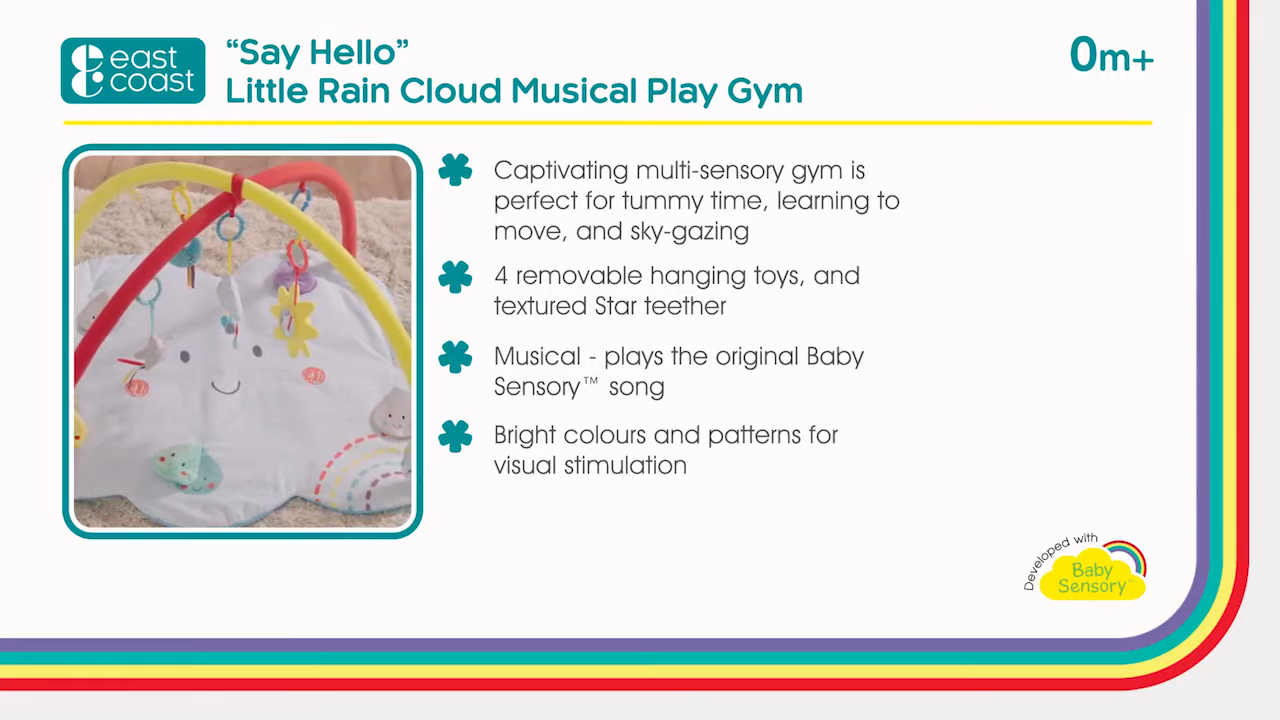 east
coast
“Say Hello”
Little Rain Cloud Musical Play Gym
0m+
Captivating multi-sensory gym is
perfect for tummy time, learning to
move, and sky-gazing
4 removable hanging toys, and
textured Star teether
Musical - plays the original Baby
Sensory™ song
Bright colours and patterns for
visual stimulation
Developed with
Baby
Sensory™